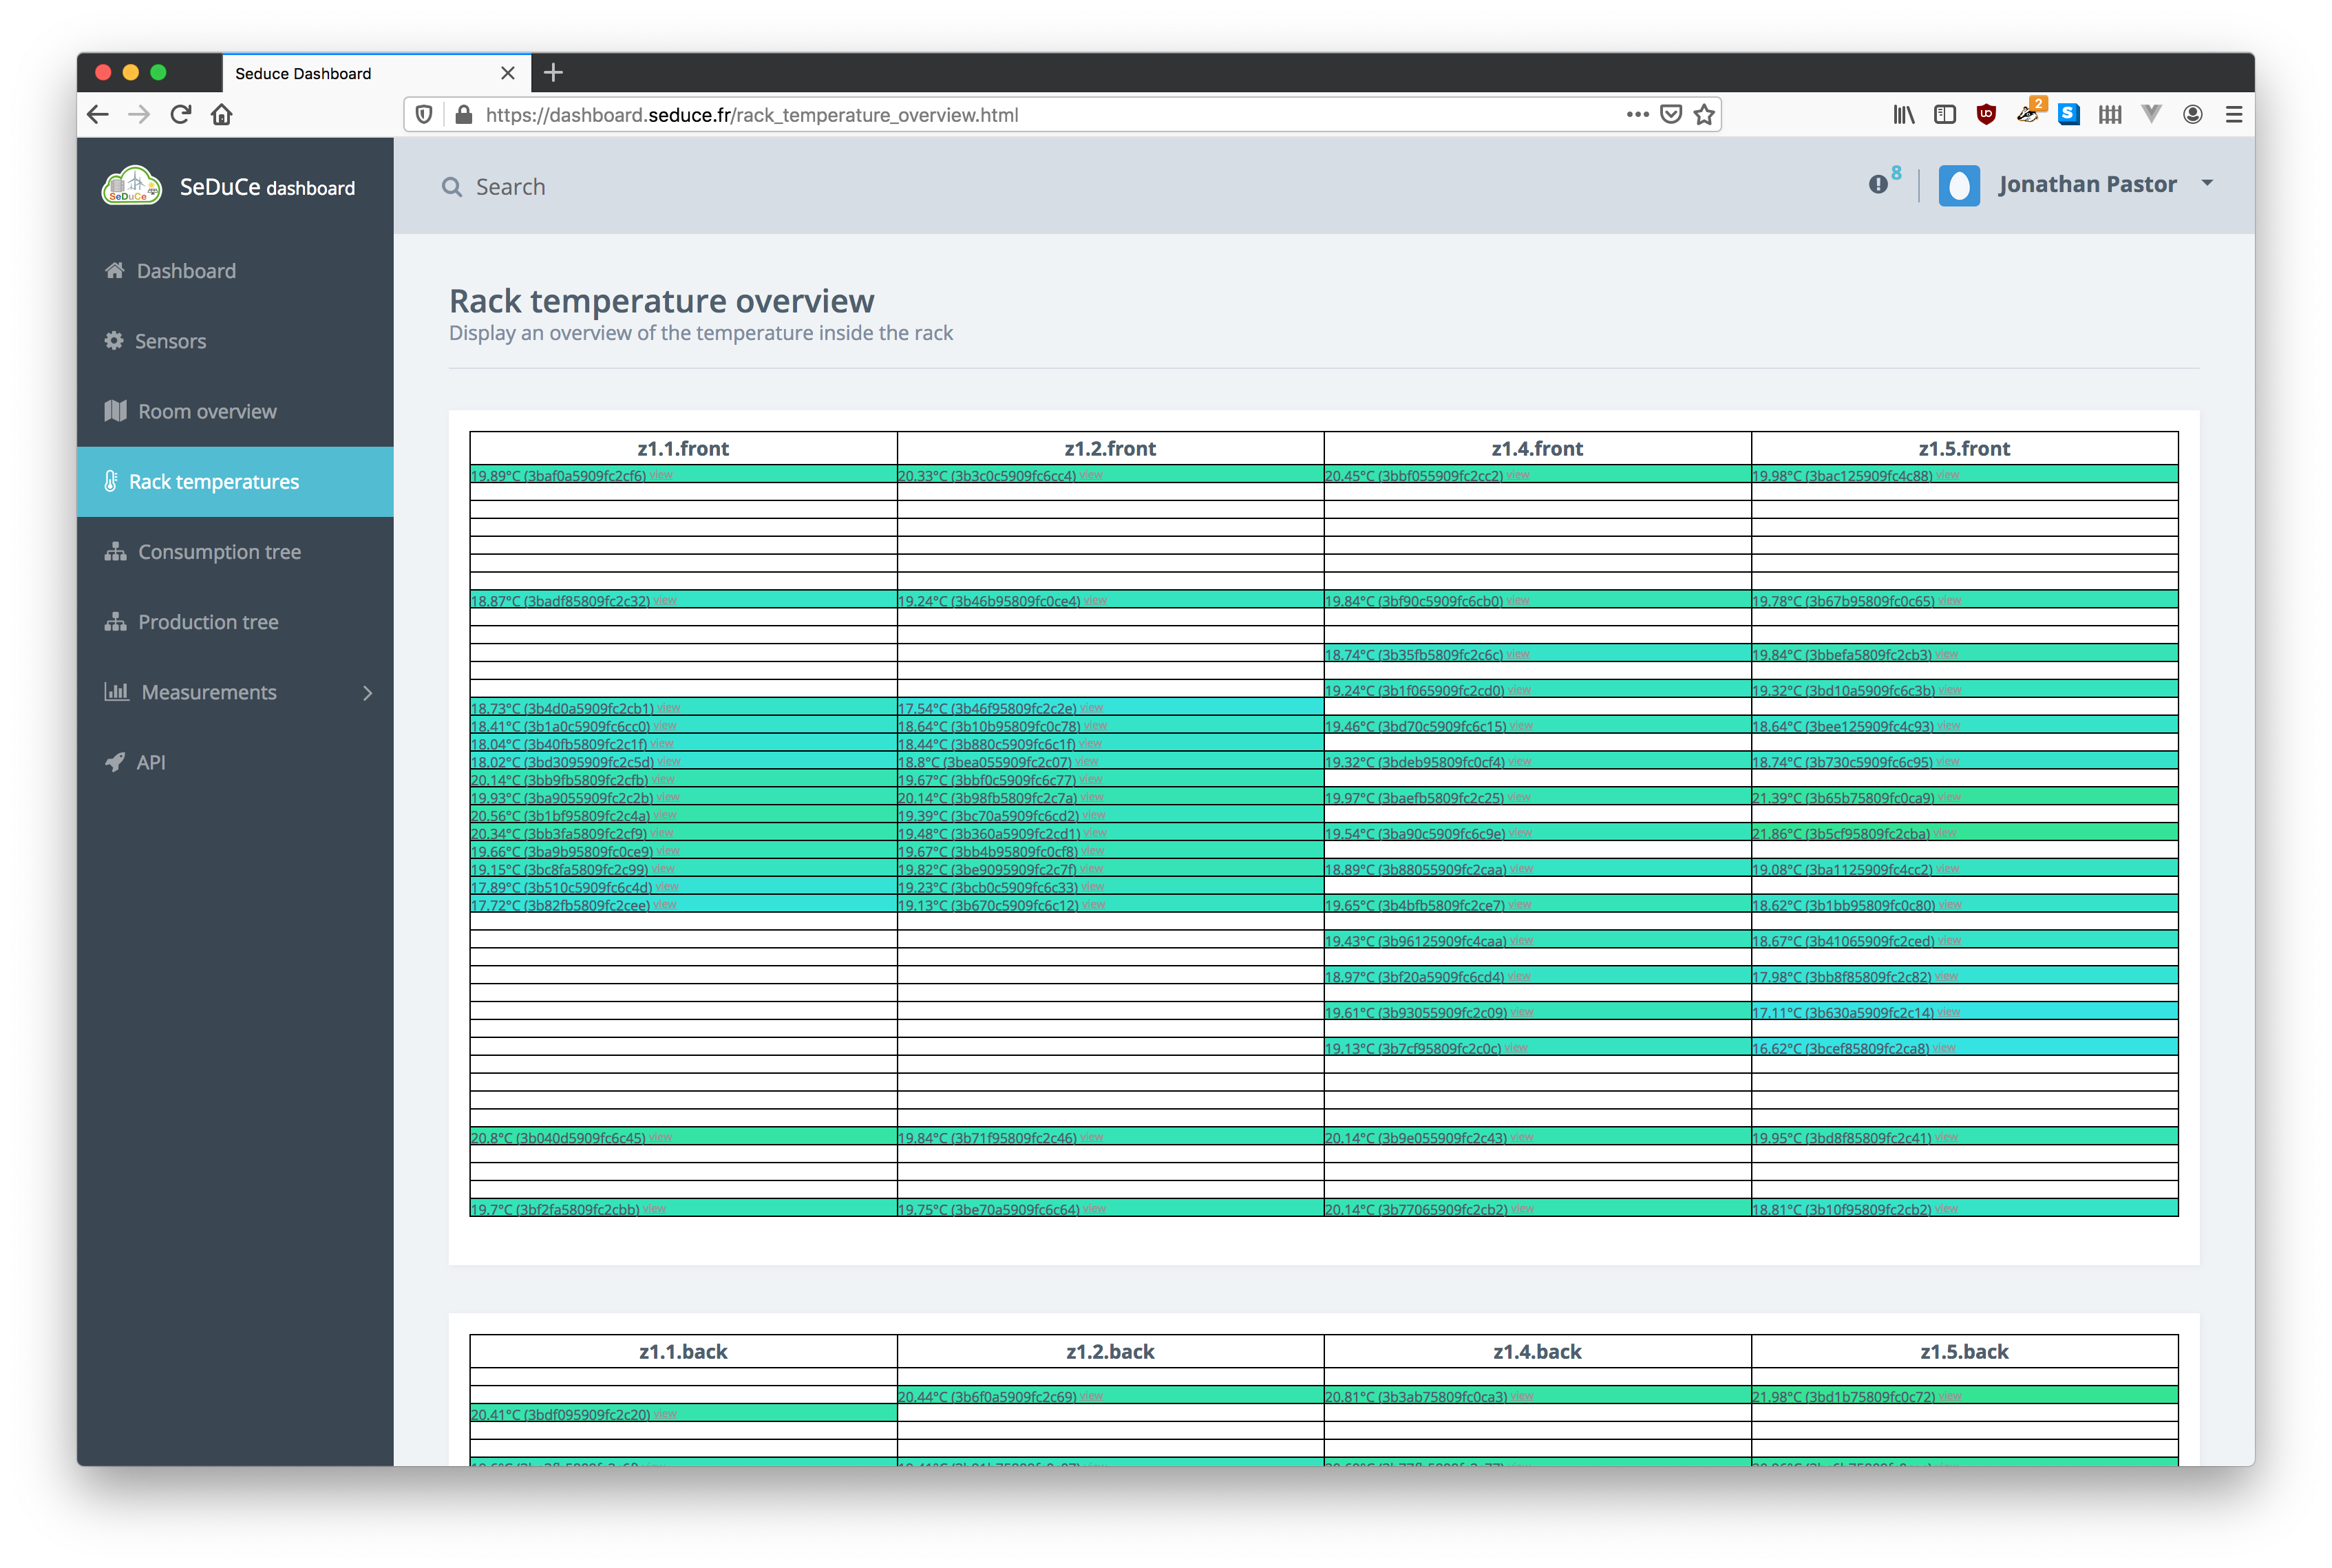 Seduce Dashboard
https://dashboard.seduce.fr/rack_temperature_overview.html
2
SeDuCe
SeDuCe dashboard
Search
8
Jonathan Pastor
Dashboard
Sensors
Room overview
Rack temperatures
Consumption tree
Production tree
Measurements
API
Rack temperature overview
Display an overview of the temperature inside the rack
z1.1.front z1.2.front z1.4.front z1.5.front
19.89°C (3baf0a5909fc2cf6) view 20.33°C (3b3c0c5909fc6cc4) view 20.45°C (3bbf055909fc2cc2) view 19.98°C (3bac125909fc4c88) view
18.87°C (3badf85809fc2c32) view 19.24°C (3b46b95809fc0ce4) view 19.84°C (3bf90c5909fc6cb0) view 19.78°C (3b67b95809fc0c65) view
18.74°C (3b35fb5809fc2c6c) view 19.84°C (3bbefa5809fc2cb3) view
19.24°C (3b1f065909fc2cd0) view 19.32°C (3bd10a5909fc6c3b) view
18.73°C (3b4d0a5909fc2cb1) view 17.54°C (3b46f95809fc2c2e) view
18.41°C (3b1a0c5909fc6cc0) view 18.64°C (3b10b95809fc0c78) view 19.46°C (3bd70c5909fc6c15) view 18.64°C (3bee125909fc4c93) view
18.04°C (3b40fb5809fc2c1f) view 18.44°C (3b880c5909fc6c1f) view
18.02°C (3bd3095909fc2c5d) view 18.8°C (3bea055909fc2c07) view 19.32°C (3bdeb95809fc0cf4) view 18.74°C (3b730c5909fc6c95) view
20.14°C (3bb9fb5809fc2cfb) view 19.67°C (3bbf0c5909fc6c77) view
19.93°C (3ba9055909fc2c2b) view 20.14°C (3b98fb5809fc2c7a) view 19.97°C (3baefb5809fc2c25) view 21.39°C (3b65b75809fc0ca9) view
20.56°C (3b1bf95809fc2c4a) view 19.39°C (3bc70a5909fc6cd2) view
20.34°C (3bb3fa5809fc2cf9) view 19.48°C (3b360a5909fc2cd1) view 19.54°C (3ba90c5909fc6c9e) view 21.86°C (3b5cf95809fc2cba) view
19.66°C (3ba9b95809fc0ce9) view 19.67°C (3bb4b95809fc0cf8) view
19.15°C (3bc8fa5809fc2c99) view 19.82°C (3be9095909fc2c7f) view 18.89°C (3b88055909fc2caa) view 19.08°C (3ba1125909fc4cc2) view
17.89°C (3b510c5909fc6c4d) view 19.23°C (3bcb0c5909fc6c33) view
17.72°C (3b82fb5809fc2cee) view 19.13°C (3b670c5909fc6c12) view 19.65°C (3b4bfb5809fc2ce7) view 18.62°C (3b1bb95809fc0c80) view
19.43°C (3b96125909fc4caa) view 18.67°C (3b41065909fc2ced) view
18.97°C (3bf20a5909fc6cd4) view 17.98°C (3bb8f85809fc2c82) view
19.61°C (3b93055909fc2c09) view 17.11°C (3b630a5909fc2c14) view
19.13°C (3b7cf95809fc2c0c) view 16.62°C (3bcef85809fc2ca8) view
20.8°C (3b040d5909fc6c45) view 19.84°C (3b71f95809fc2c46) view 20.14°C (3b9e055909fc2c43) view 19.95°C (3bd8f85809fc2c41) view
19.7°C (3bf2fa5809fc2cbb) view 19.75°C (3be70a5909fc6c64) view 20.14°C (3b77065909fc2cb2) view 18.81°C (3b10f95809fc2cb2) view
z1.1.back z1.2.back z1.4.back z1.5.back
20.44°C (3b6f0a5909fc2c69) view 20.81°C (3b3ab75809fc0ca3) view 21.98°C (3bd1b75809fc0c72) view
20.41°C (3bdf095909fc2c20) view